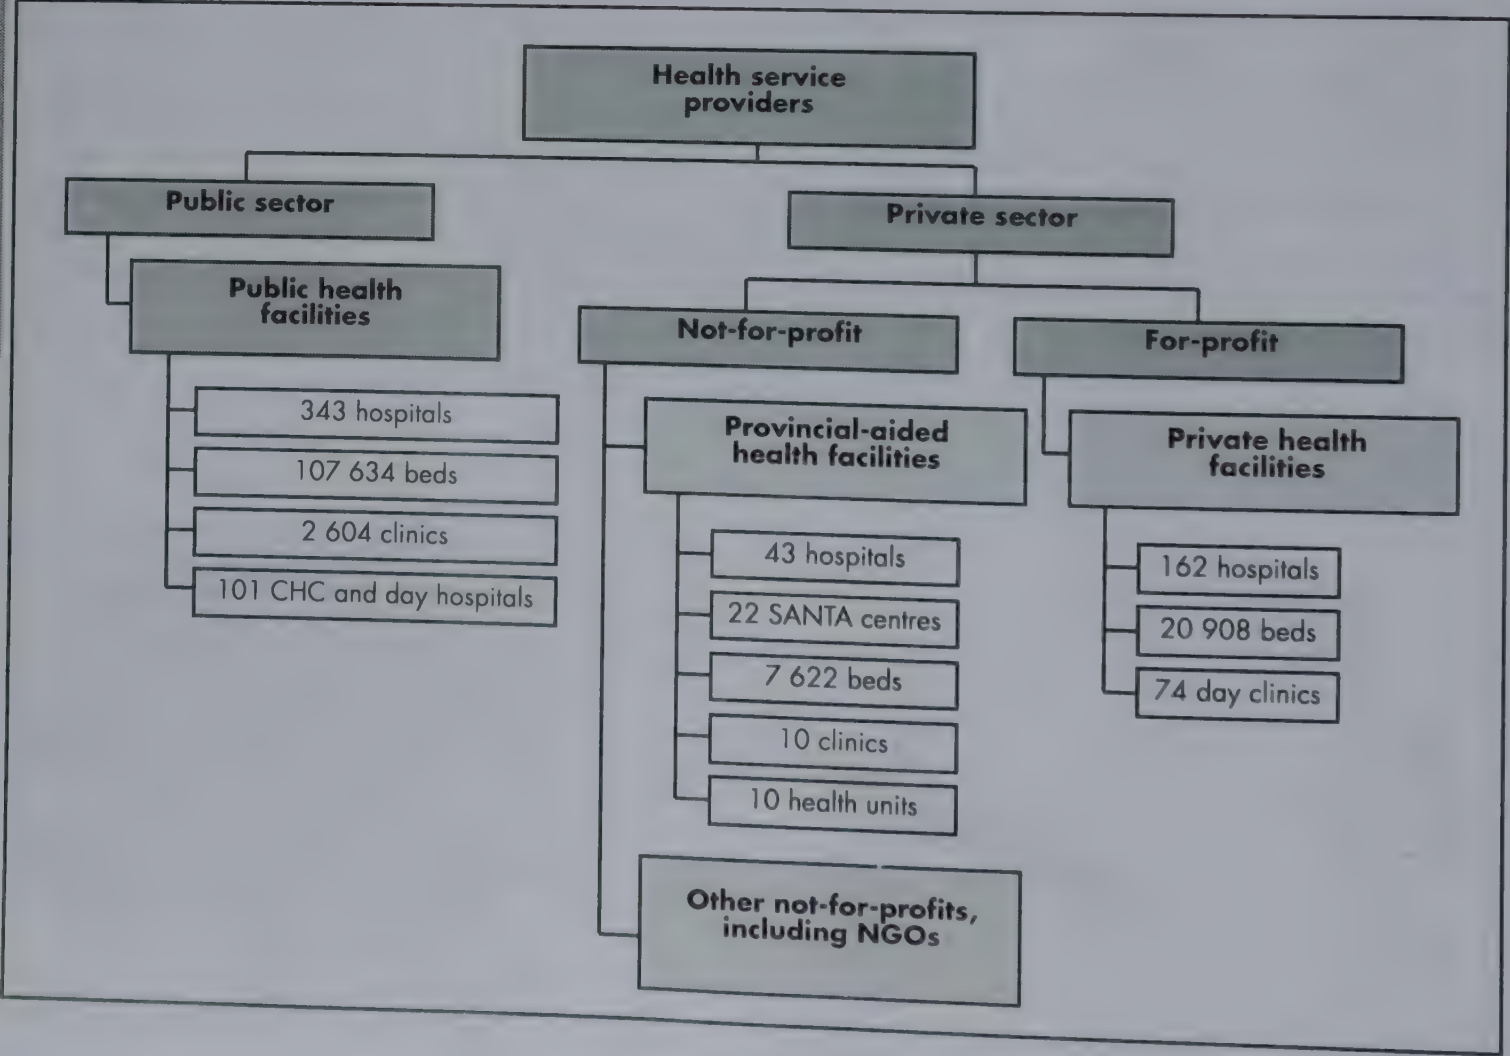 Health service
providers
Public sector
Private sector
Public health
facilities
343 hospitals
107 634 beds
2 604 clinics
101 CHC and day hospitals
Not-for-profit
For-profit
Provincial-aided
health facilities
43 hospitals
22 SANTA centres
7 622 beds
10 clinics
10 health units
Other not-for-profits,
including NGOs
Private health
facilities
162 hospitals
20 908 beds
74 day clinics